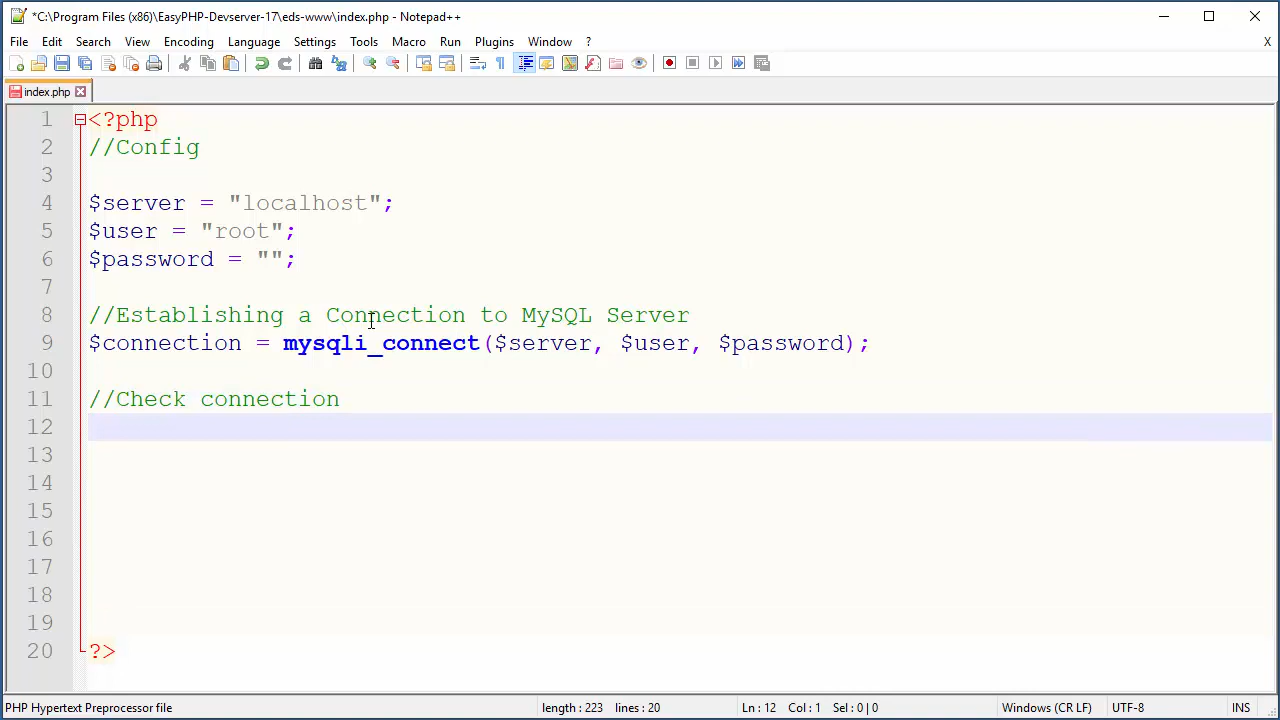 *C:\Program Files (x86)\EasyPHP-Devserver-17\eds-www\index.php - Notepad++
File Edit Search View Encoding Language Settings Tools Macro Run Plugins Window ? X
index.php
1 <?php
2 //Config
3
4 $server = "localhost";
5 $user = "root";
6 $password = "";
7
8 //Establishing a Connection to MySQL Server
9 $connection = mysqli_connect($server, $user, $password);
10
11 //Check connection
12
13
14
15
16
17
18
19
20 ?>
PHP Hypertext Preprocessor file length : 223 lines : 20 Ln : 12 Col : 1 Sel : 0 | 0 Windows (CR LF) UTF-8 INS